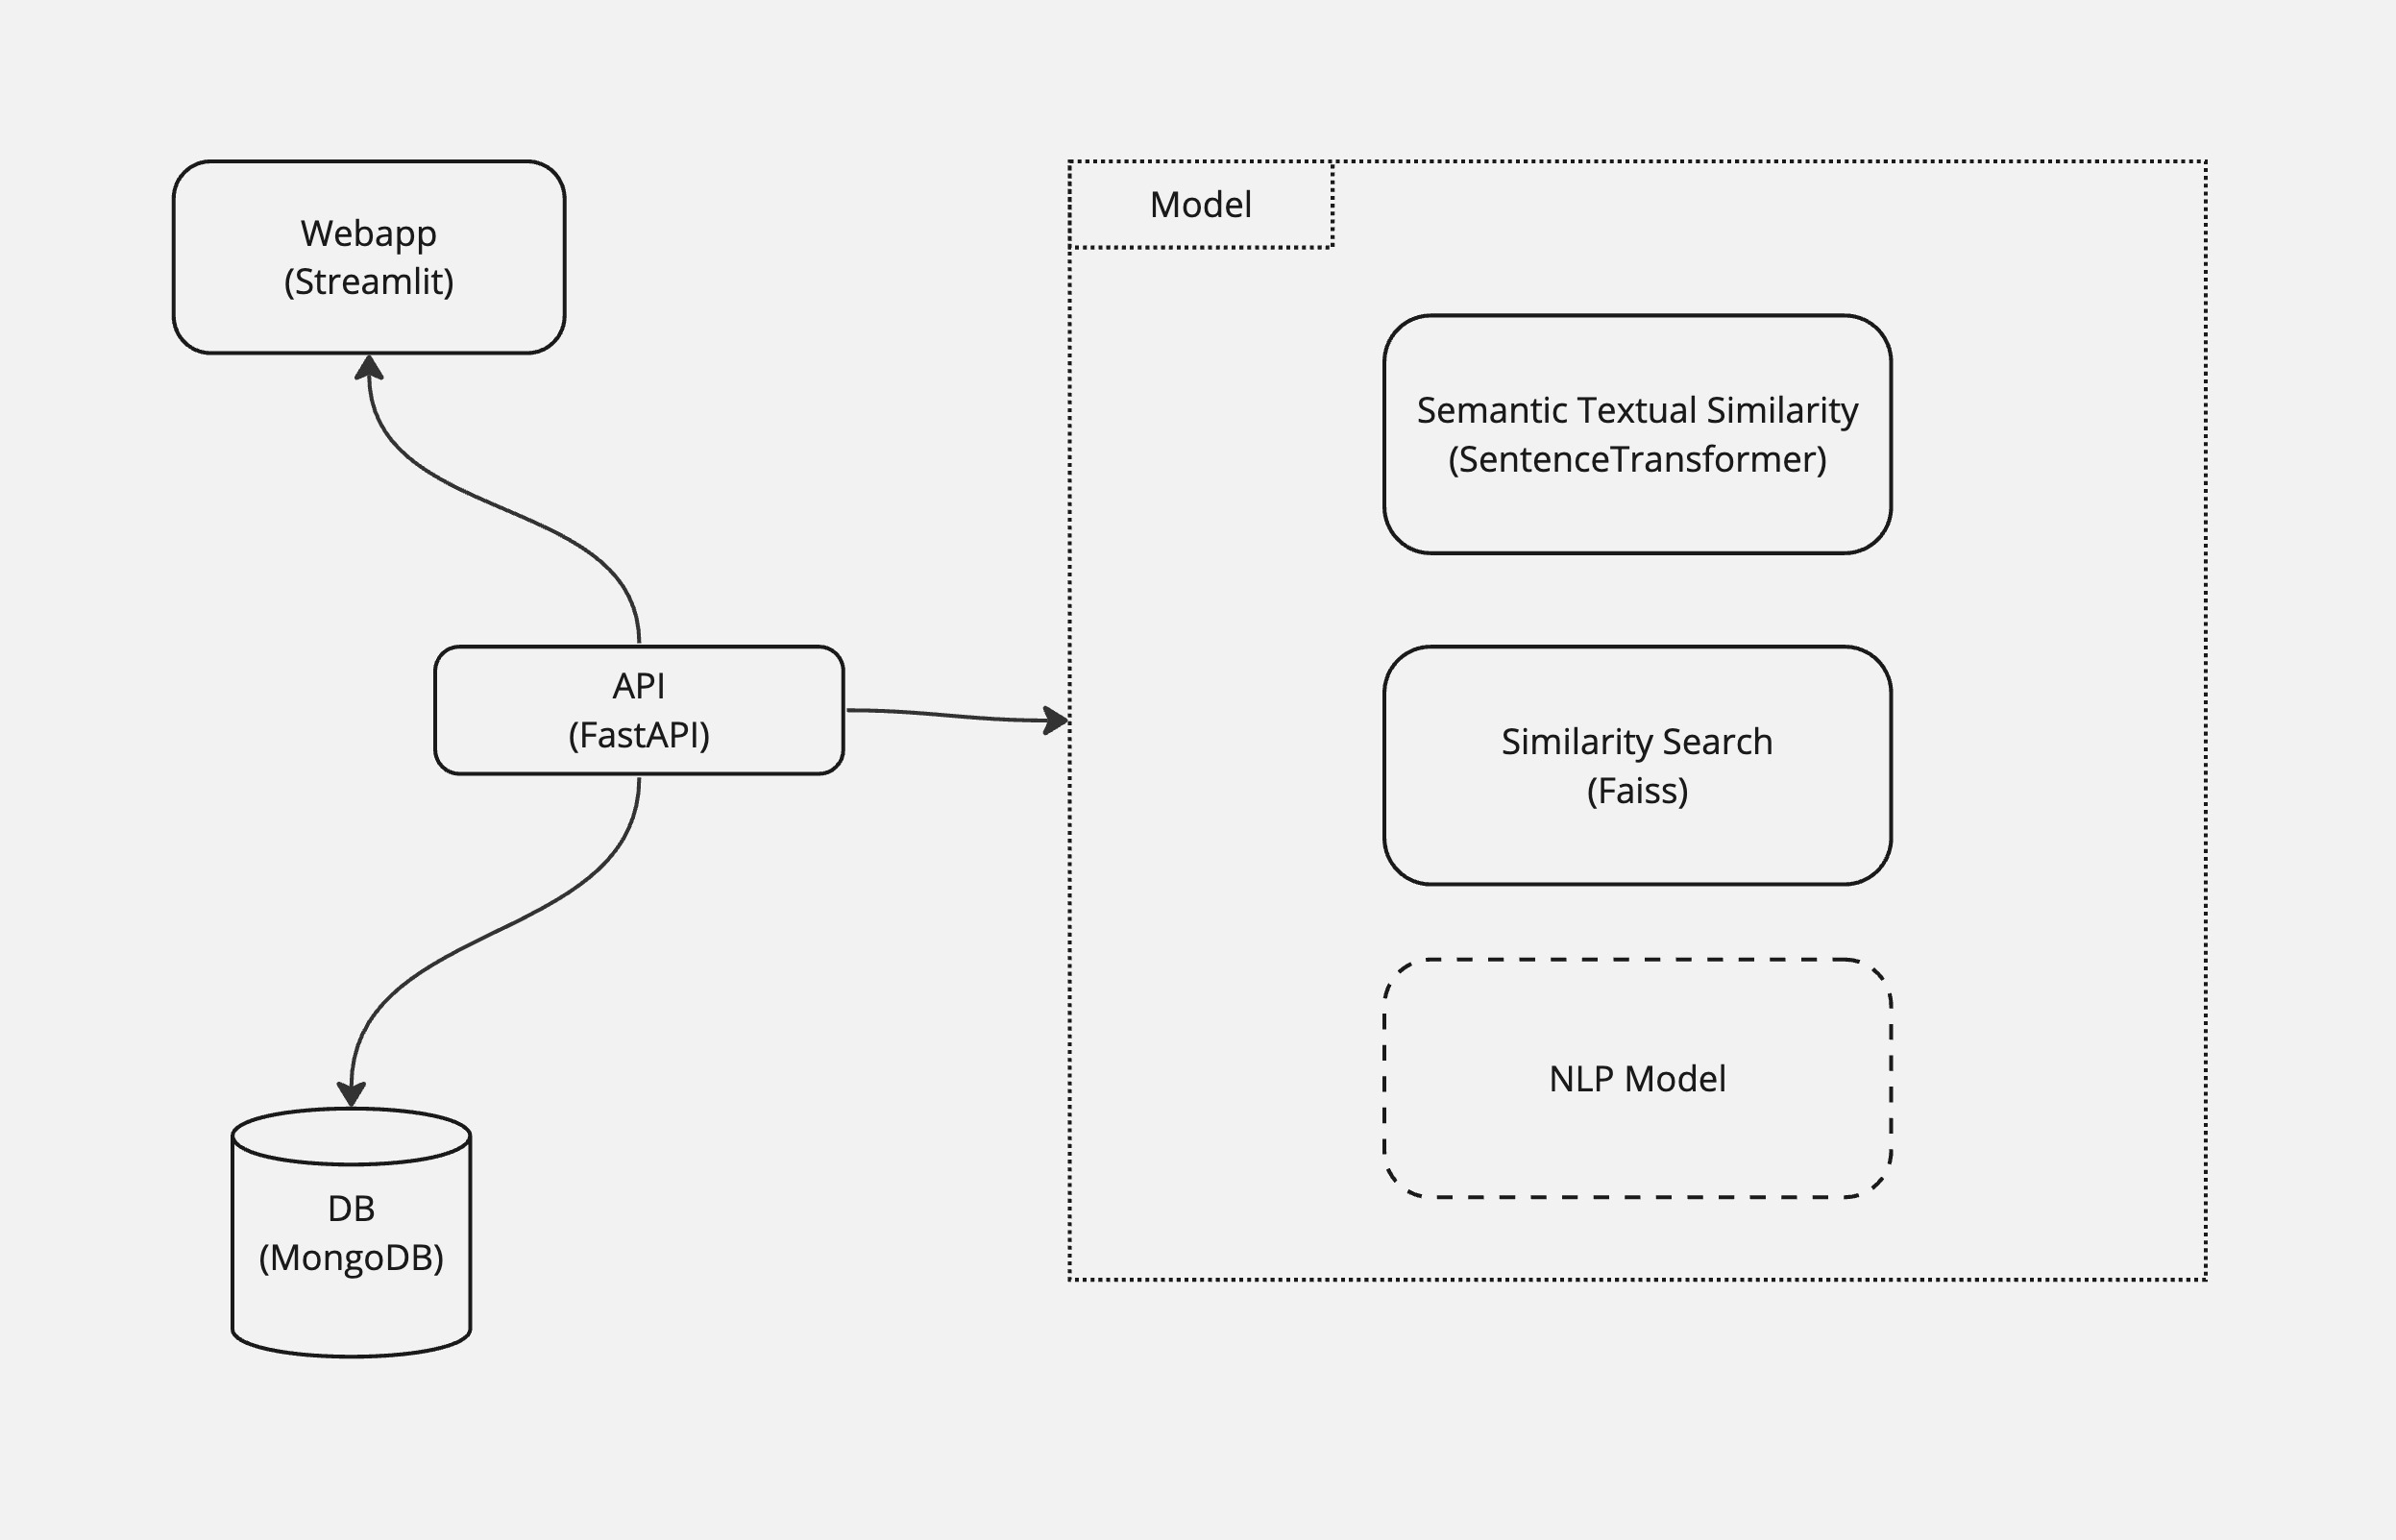 Webapp
(Streamlit)
Model
Semantic Textual Similarity
(SentenceTransformer)
API
(FastAPI)
Similarity Search
(Faiss)
NLP Model
DB
(MongoDB)